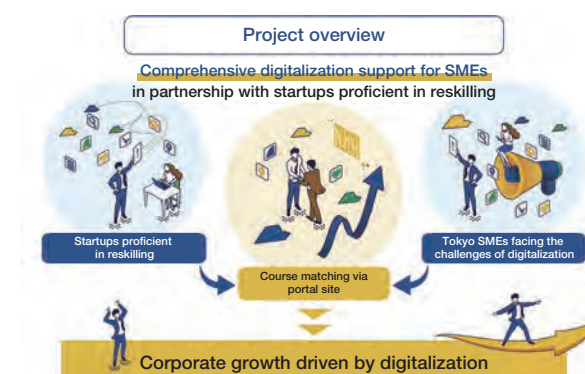 Project overview
Comprehensive digitalization support for SMEs
in partnership with startups proficient in reskilling
Startups proficient
in reskilling
Tokyo SMEs facing the
challenges of digitalization
Course matching via
portal site
Corporate growth driven by digitalization